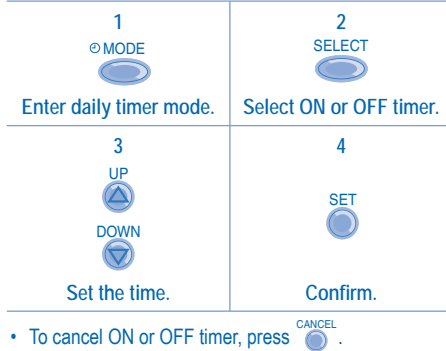 1
MODE
Enter daily timer mode.
2
SELECT
Select ON or OFF timer.
3
UP
DOWN
Set the time.
4
SET
Confirm.
• To cancel ON or OFF timer, press CANCEL .